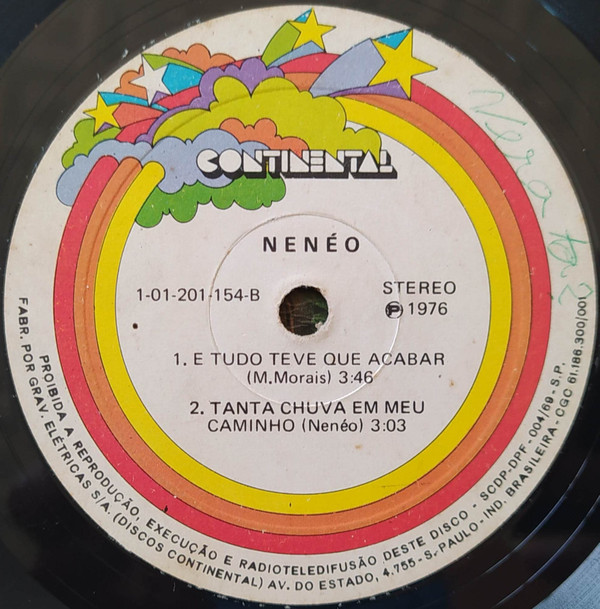 CONTINENTAL
NENÉO
1-01-201-154-B
STEREO
℗ 1976
1. E TUDO TEVE QUE ACABAR
(M.Morais) 3:46
2. TANTA CHUVA EM MEU
CAMINHO (Nenéo) 3:03
PROIBIDA A REPRODUÇÃO, EXECUÇÃO E RADIOTELEDIFUSÃO DESTE DISCO - SCDP-DPF-004/69 - S.P.
FABR. POR GRAV. ELÉTRICAS S/A. (DISCOS CONTINENTAL) AV. DO ESTADO, 4.755 - S. PAULO - IND. BRASILEIRA - CGC 61.186.300/001
Vera